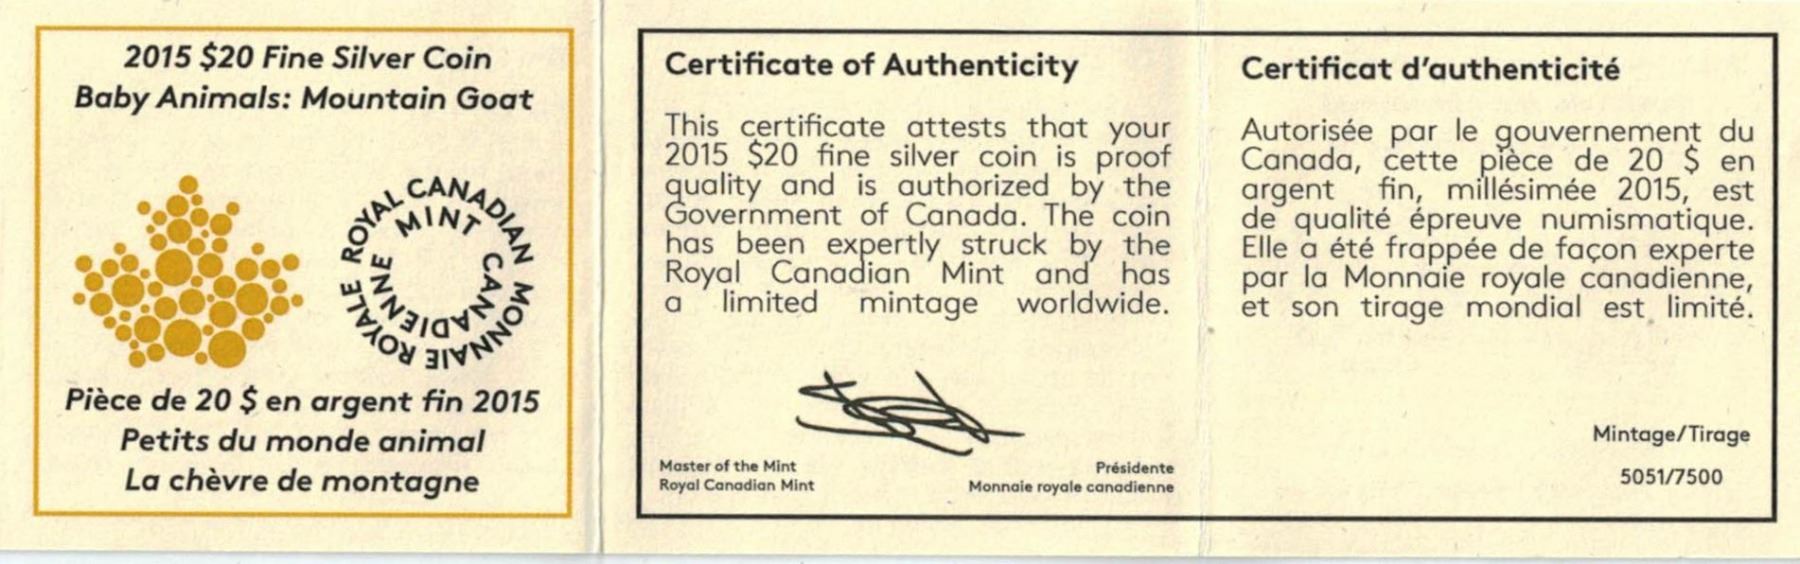 2015 $20 Fine Silver Coin
Baby Animals: Mountain Goat
ROYAL CANADIAN MINT
MONNAIE ROYALE CANADIENNE
Pièce de 20 $ en argent fin 2015
Petits du monde animal
La chèvre de montagne
Certificate of Authenticity
This certificate attests that your
2015 $20 fine silver coin is proof
quality and is authorized by the
Government of Canada. The coin
has been expertly struck by the
Royal Canadian Mint and has
a limited mintage worldwide.
Master of the Mint
Royal Canadian Mint
Présidente
Monnaie royale canadienne
Certificat d'authenticité
Autorisée par le gouvernement du
Canada, cette pièce de 20 $ en
argent fin, millésimée 2015, est
de qualité épreuve numismatique.
Elle a été frappée de façon experte
par la Monnaie royale canadienne,
et son tirage mondial est limité.
Mintage/Tirage
5051/7500